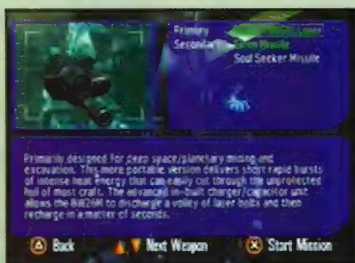 Primary
Laser
Secondary
Missile
Soul Seeker Missile
Primarily designed for deep space/planetary mining and
excavation. This more portable version delivers short rapid bursts
of intense heat energy that can easily cut through the unprotected
hull of most craft. The advanced in-built charger/capacitor unit
allows the to discharge a volley of laser bolts and then
recharge in a matter of seconds.
Back Next Weapon Start Mission